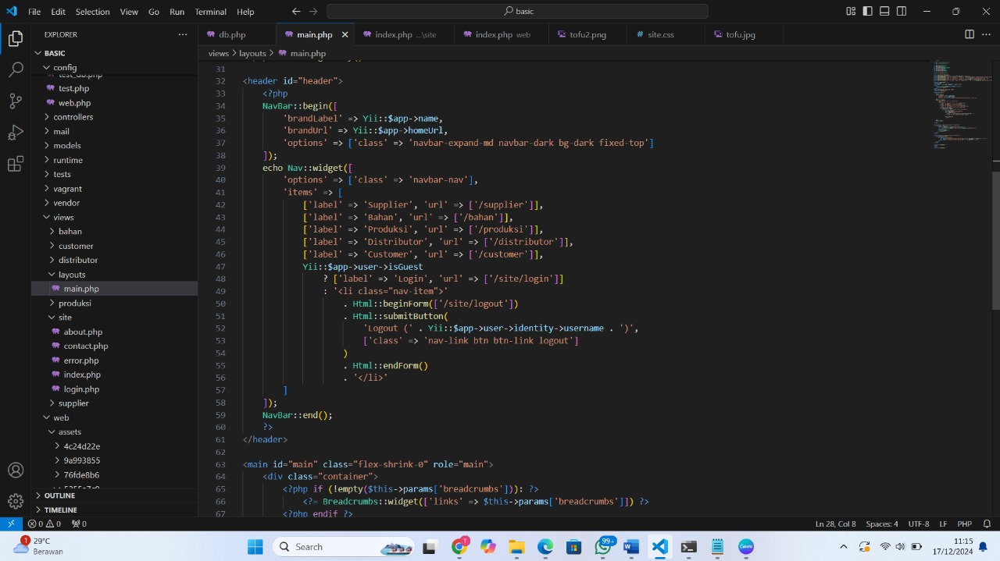 File Edit Selection View Go Run Terminal Help
basic
EXPLORER
BASIC
config
test_db.php
test.php
web.php
controllers
mail
models
runtime
tests
vagrant
vendor
views
bahan
customer
distributor
layouts
main.php
produksi
site
about.php
contact.php
error.php
index.php
login.php
supplier
web
assets
4c24d22e
9a993855
76fde8b6
OUTLINE
TIMELINE
db.php main.php index.php ...\site index.php web tofu2.png # site.css tofu.jpg
views > layouts > main.php
31
32 <header id="header">
33 <?php
34 NavBar::begin([
35 'brandLabel' => Yii::$app->name,
36 'brandUrl' => Yii::$app->homeUrl,
37 'options' => ['class' => 'navbar-expand-md navbar-dark bg-dark fixed-top']
38 ]);
39 echo Nav::widget([
40 'options' => ['class' => 'navbar-nav'],
41 'items' => [
42 ['label' => 'Supplier', 'url' => ['/supplier']],
43 ['label' => 'Bahan', 'url' => ['/bahan']],
44 ['label' => 'Produksi', 'url' => ['/produksi']],
45 ['label' => 'Distributor', 'url' => ['/distributor']],
46 ['label' => 'Customer', 'url' => ['/customer']],
47 Yii::$app->user->isGuest
48 ? ['label' => 'Login', 'url' => ['/site/login']]
49 : '<li class="nav-item">'
50 . Html::beginForm(['/site/logout'])
51 . Html::submitButton(
52 'Logout (' . Yii::$app->user->identity->username . ')',
53 ['class' => 'nav-link btn btn-link logout']
54 )
55 . Html::endForm()
56 . '</li>'
57 ]
58 ]);
59 NavBar::end();
60 ?>
61 </header>
62
63 <main id="main" class="flex-shrink-0" role="main">
64 <div class="container">
65 <?php if (!empty($this->params['breadcrumbs'])): ?>
66 <?= Breadcrumbs::widget(['links' => $this->params['breadcrumbs']]) ?>
67 <?php endif ?>
0 0 0
Ln 28, Col 8 Spaces: 4 UTF-8 LF PHP
1
29°C
Berawan
Search
T
99+
Canva
11:15
17/12/2024